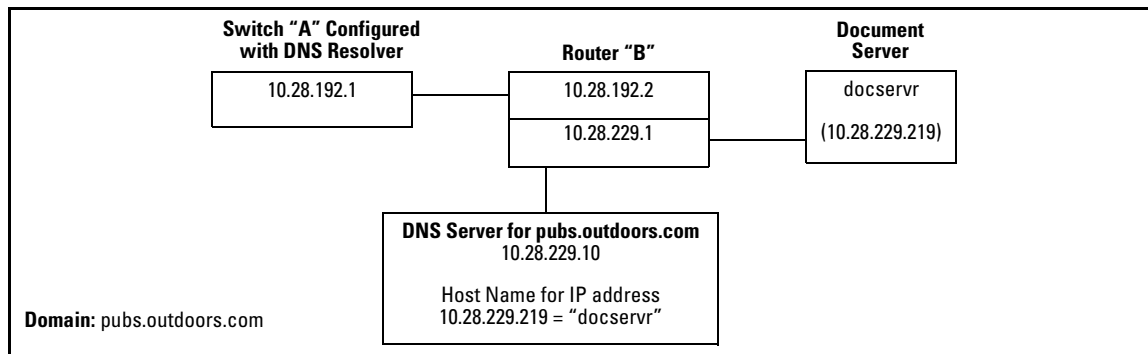 Switch “A” Configured
with DNS Resolver
10.28.192.1
Router “B”
10.28.192.2
10.28.229.1
Document
Server
docservr
(10.28.229.219)
DNS Server for pubs.outdoors.com
10.28.229.10
Host Name for IP address
10.28.229.219 = “docservr”
Domain: pubs.outdoors.com